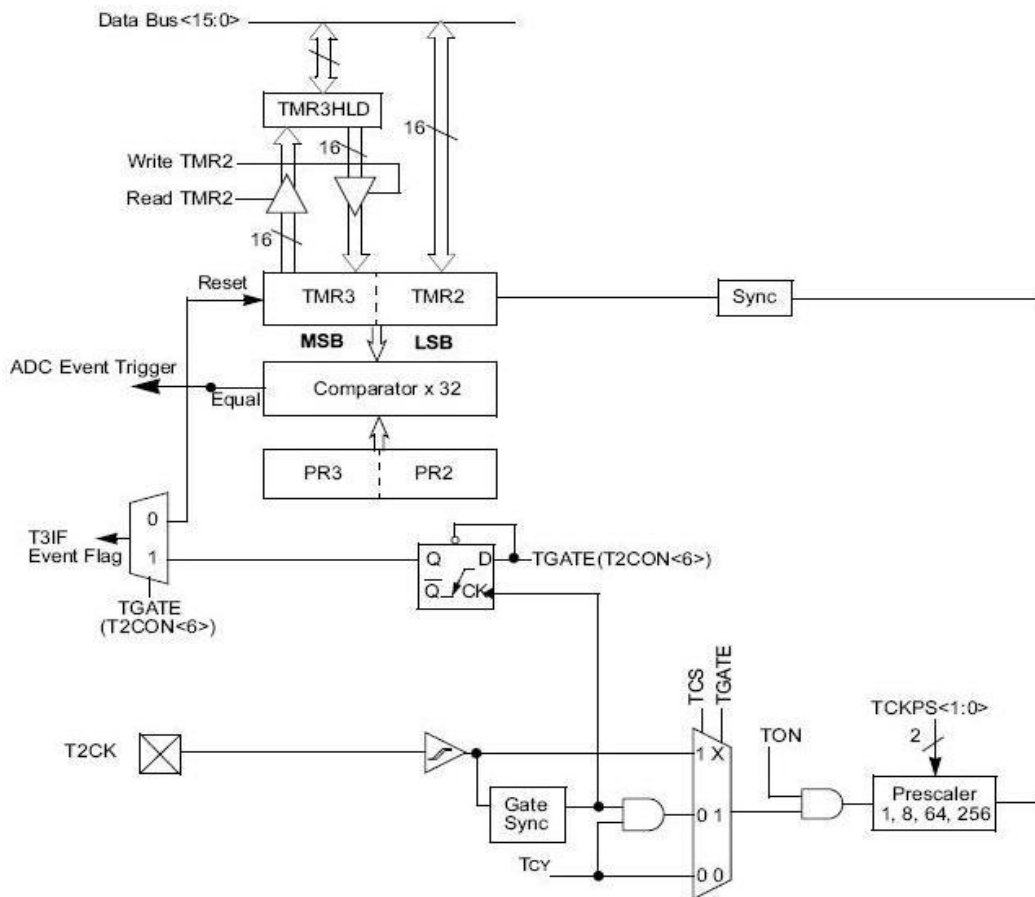 Data Bus<15:0>
TMR3HLD
16
16
Write TMR2
Read TMR2
16
Reset
TMR3
TMR2
Sync
MSB
LSB
ADC Event Trigger
Equal
Comparator x 32
PR3
PR2
0
T3IF
Event Flag
1
Q
D
TGATE(T2CON<6>)
Q
CK
TGATE
(T2CON<6>)
TCS
TGATE
TCKPS<1:0>
2
T2CK
1 X
TON
Prescaler
1, 8, 64, 256
Gate
Sync
0 1
TCY
0 0